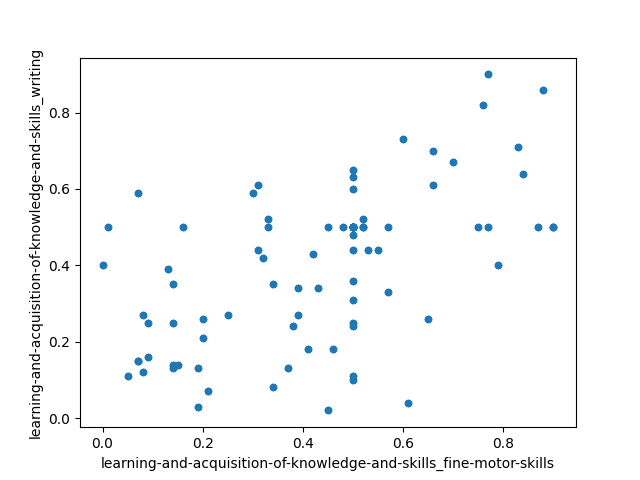 learning-and-acquisition-of-knowledge-and-skills_writing
0.8
0.6
0.4
0.2
0.0
0.0 0.2 0.4 0.6 0.8
learning-and-acquisition-of-knowledge-and-skills_fine-motor-skills